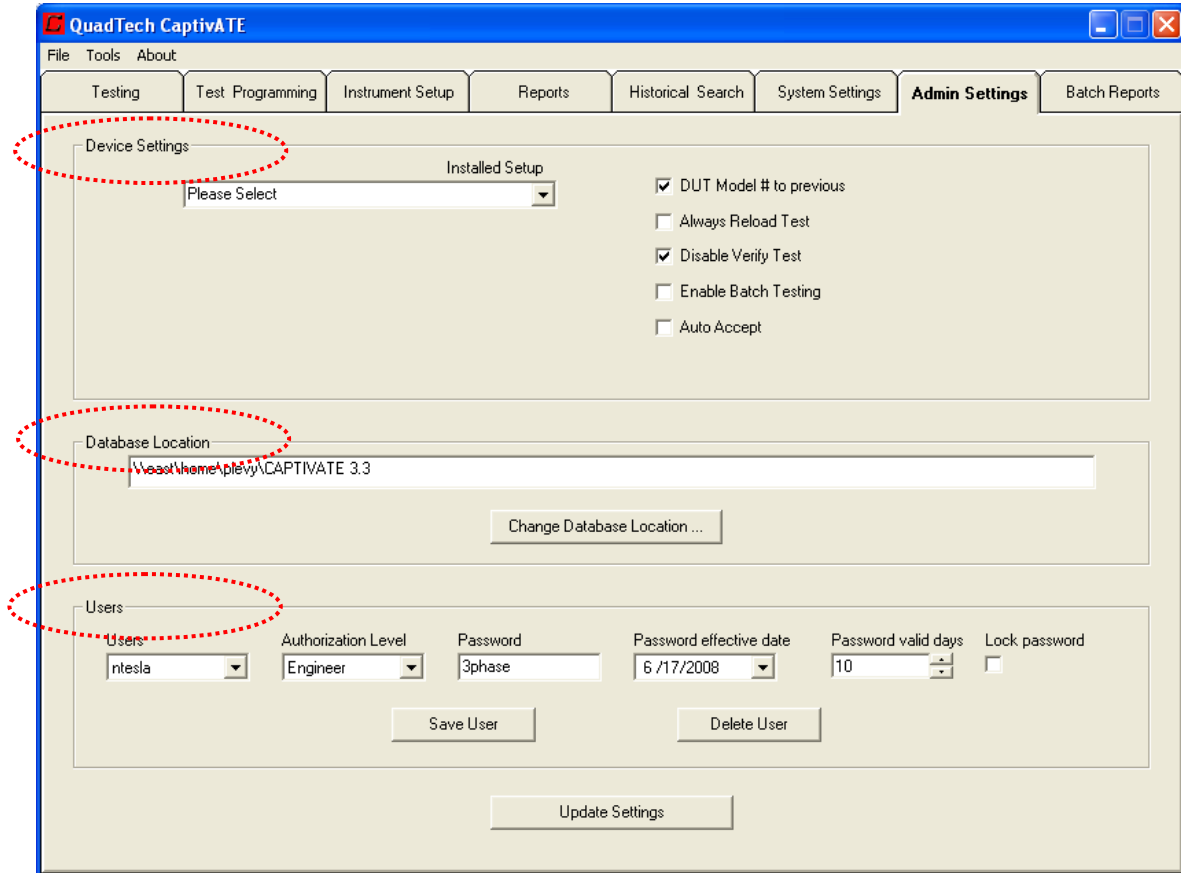 QuadTech CaptivATE
File Tools About
Testing Test Programming Instrument Setup Reports Historical Search System Settings Admin Settings Batch Reports
Device Settings
Installed Setup
Please Select
DUT Model # to previous
Always Reload Test
Disable Verify Test
Enable Batch Testing
Auto Accept
Database Location
\\east\home\plevy\CAPTIVATE 3.3
Change Database Location ...
Users
Users Authorization Level Password Password effective date Password valid days Lock password
ntesla Engineer 3phase 6 /17/2008 10
Save User Delete User
Update Settings